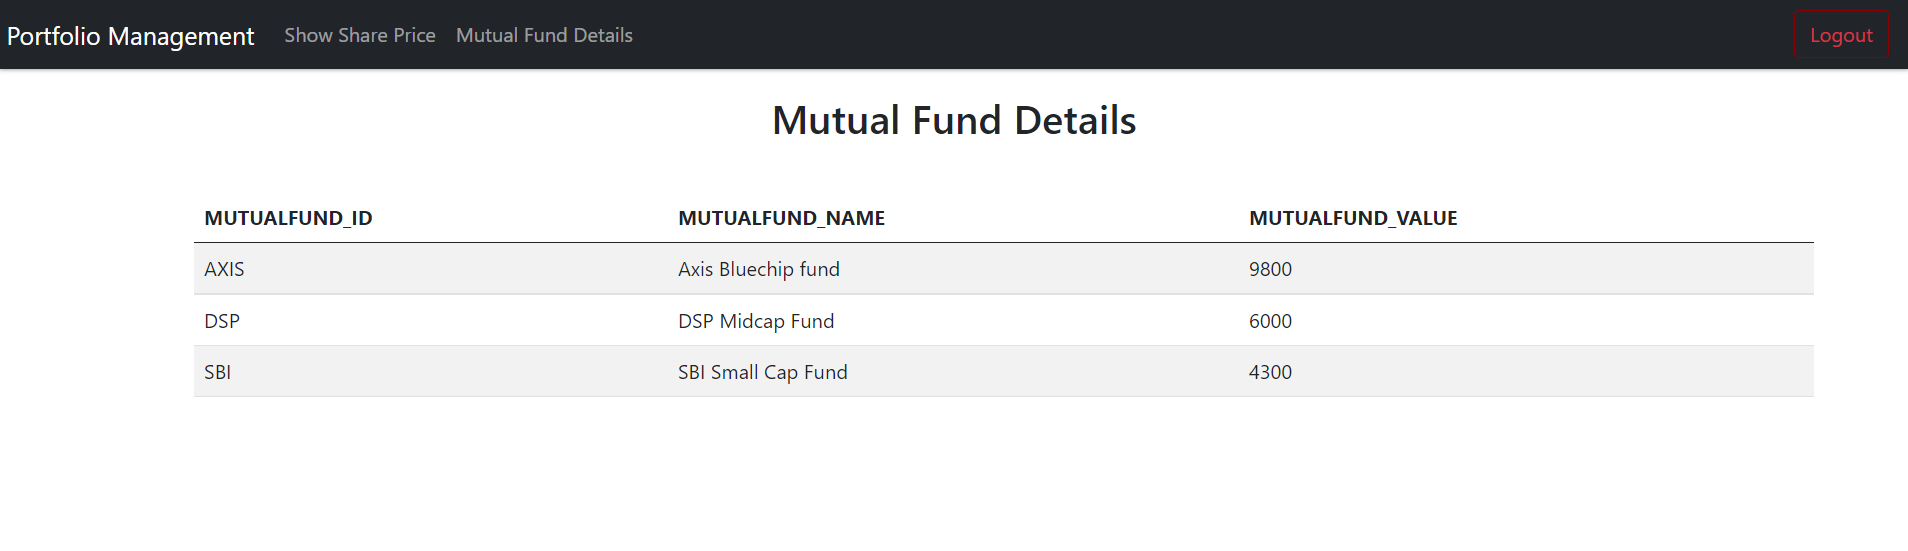 Portfolio Management Show Share Price Mutual Fund Details Logout
Mutual Fund Details
MUTUALFUND_ID MUTUALFUND_NAME MUTUALFUND_VALUE
AXIS Axis Bluechip fund 9800
DSP DSP Midcap Fund 6000
SBI SBI Small Cap Fund 4300